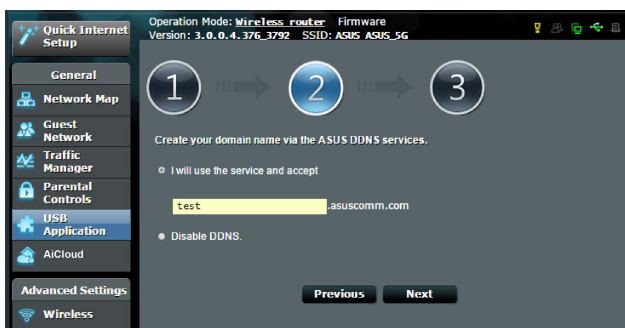 Quick Internet
Setup
Operation Mode: Wireless router Firmware
Version: 3.0.0.4.376_3792 SSID: ASUS ASUS_5G
General
Network Map
Guest
Network
Traffic
Manager
Parental
Controls
USB
Application
AiCloud
Advanced Settings
Wireless
1
2
3
Create your domain name via the ASUS DDNS services.
I will use the service and accept
test .asuscomm.com
Disable DDNS.
Previous Next